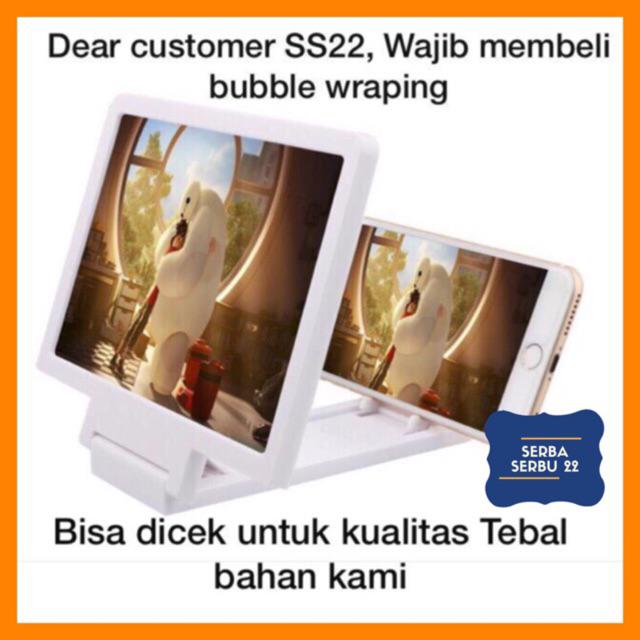 Dear customer SS22, Wajib membeli
bubble wraping
SERBA
SERBU 22
Bisa dicek untuk kualitas Tebal
bahan kami